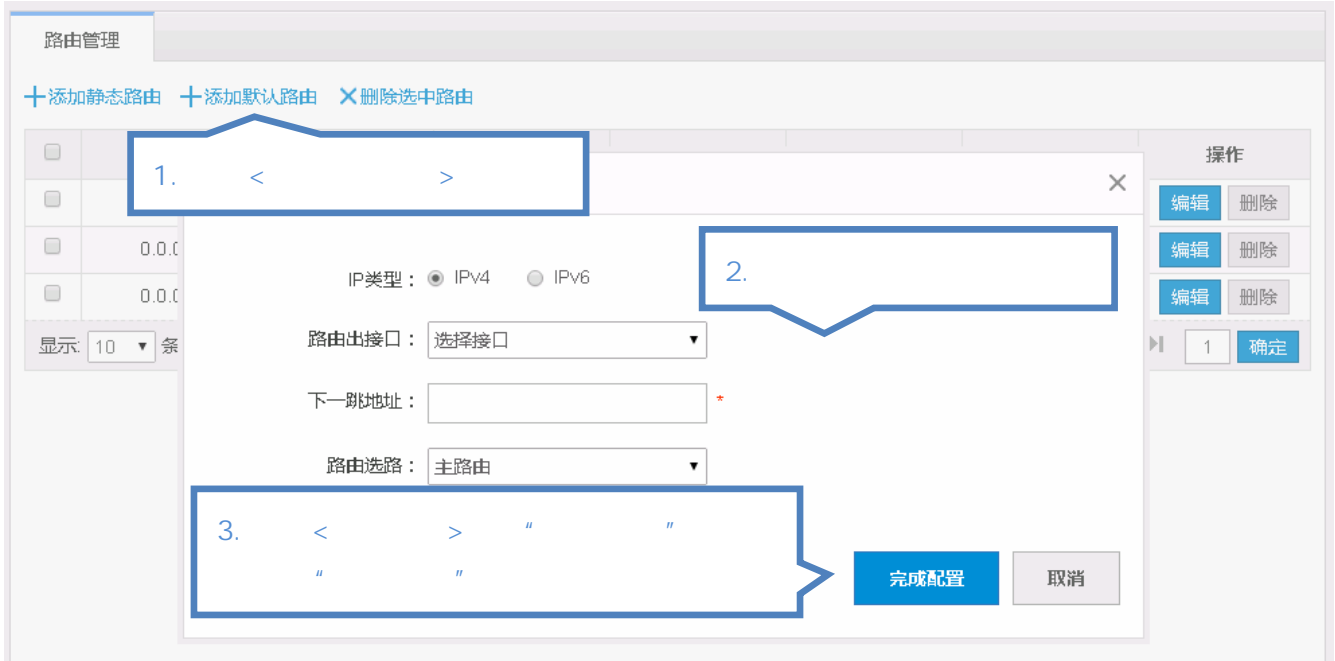 路由管理
添加静态路由 添加默认路由 删除选中路由
操作
1. < >
编辑 删除
0.0.0
编辑 删除
0.0.0
编辑 删除
2.
IP类型： IPv4 IPv6
路由出接口： 选择接口
显示: 10 条
1 确定
下一跳地址： *
路由选路： 主路由
3. < > “ ”
“ ”
完成配置 取消